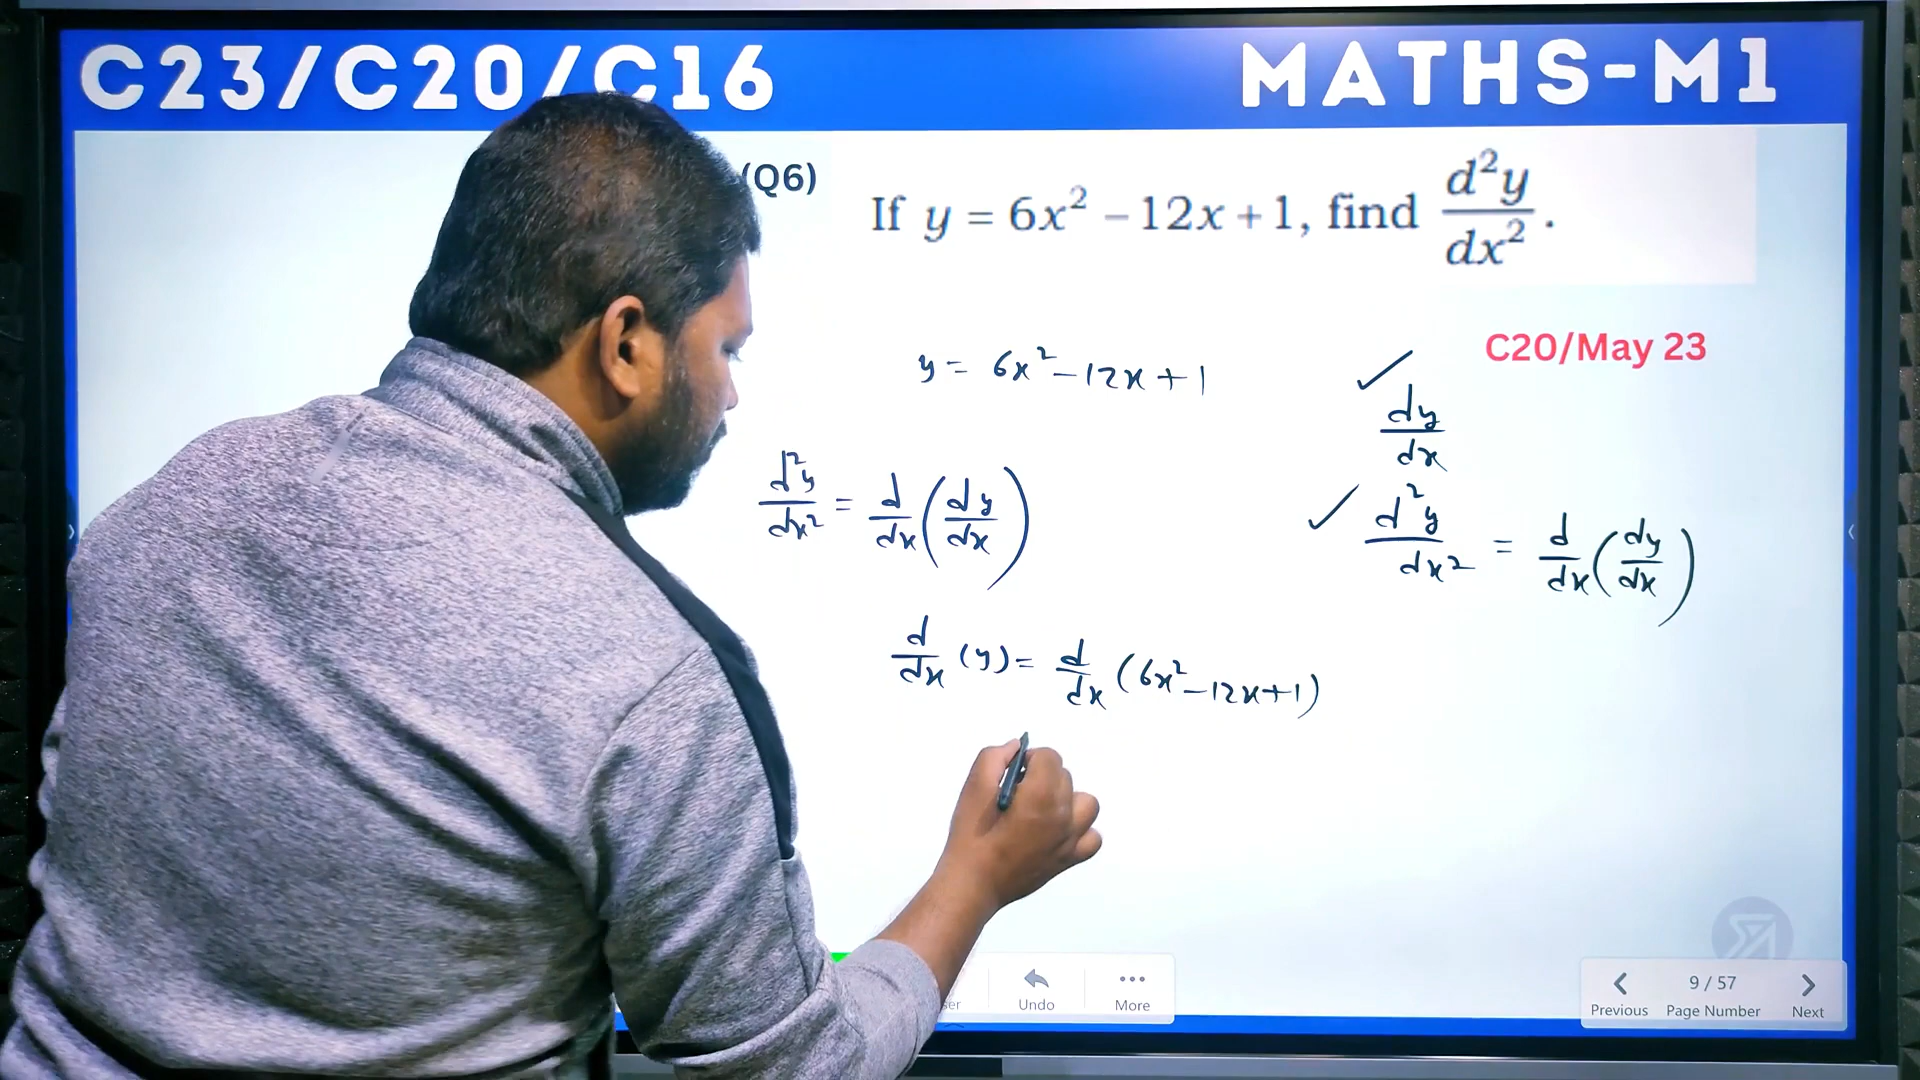 C23/C20/C16 MATHS-M1
(Q6) If y = 6x² – 12x + 1, find d²y/dx².
C20/May 23
y = 6x² – 12x + 1
dy/dx
d²y/dx² = d/dx (dy/dx)
d²y/dx² = d/dx (dy/dx)
d/dx (y) = d/dx (6x² – 12x + 1)
Undo
More
9 / 57
Previous Page Number Next